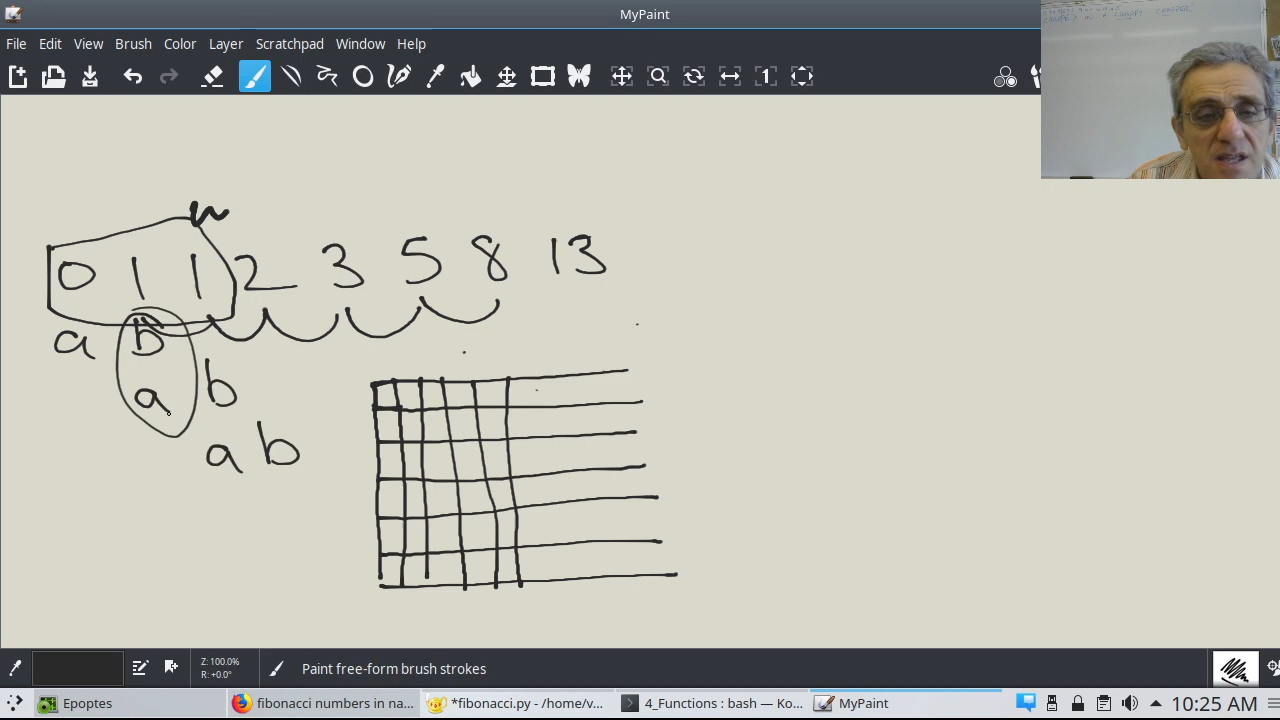 MyPaint
File Edit View Brush Color Layer Scratchpad Window Help
0 1 1 2 3 5 8 13
a b
a b
a b
Z: 100.0%
R: +0.0°
Paint free-form brush strokes
Epoptes
fibonacci numbers in na...
*fibonacci.py - /home/v...
4_Functions : bash — Ko...
MyPaint
10:25 AM